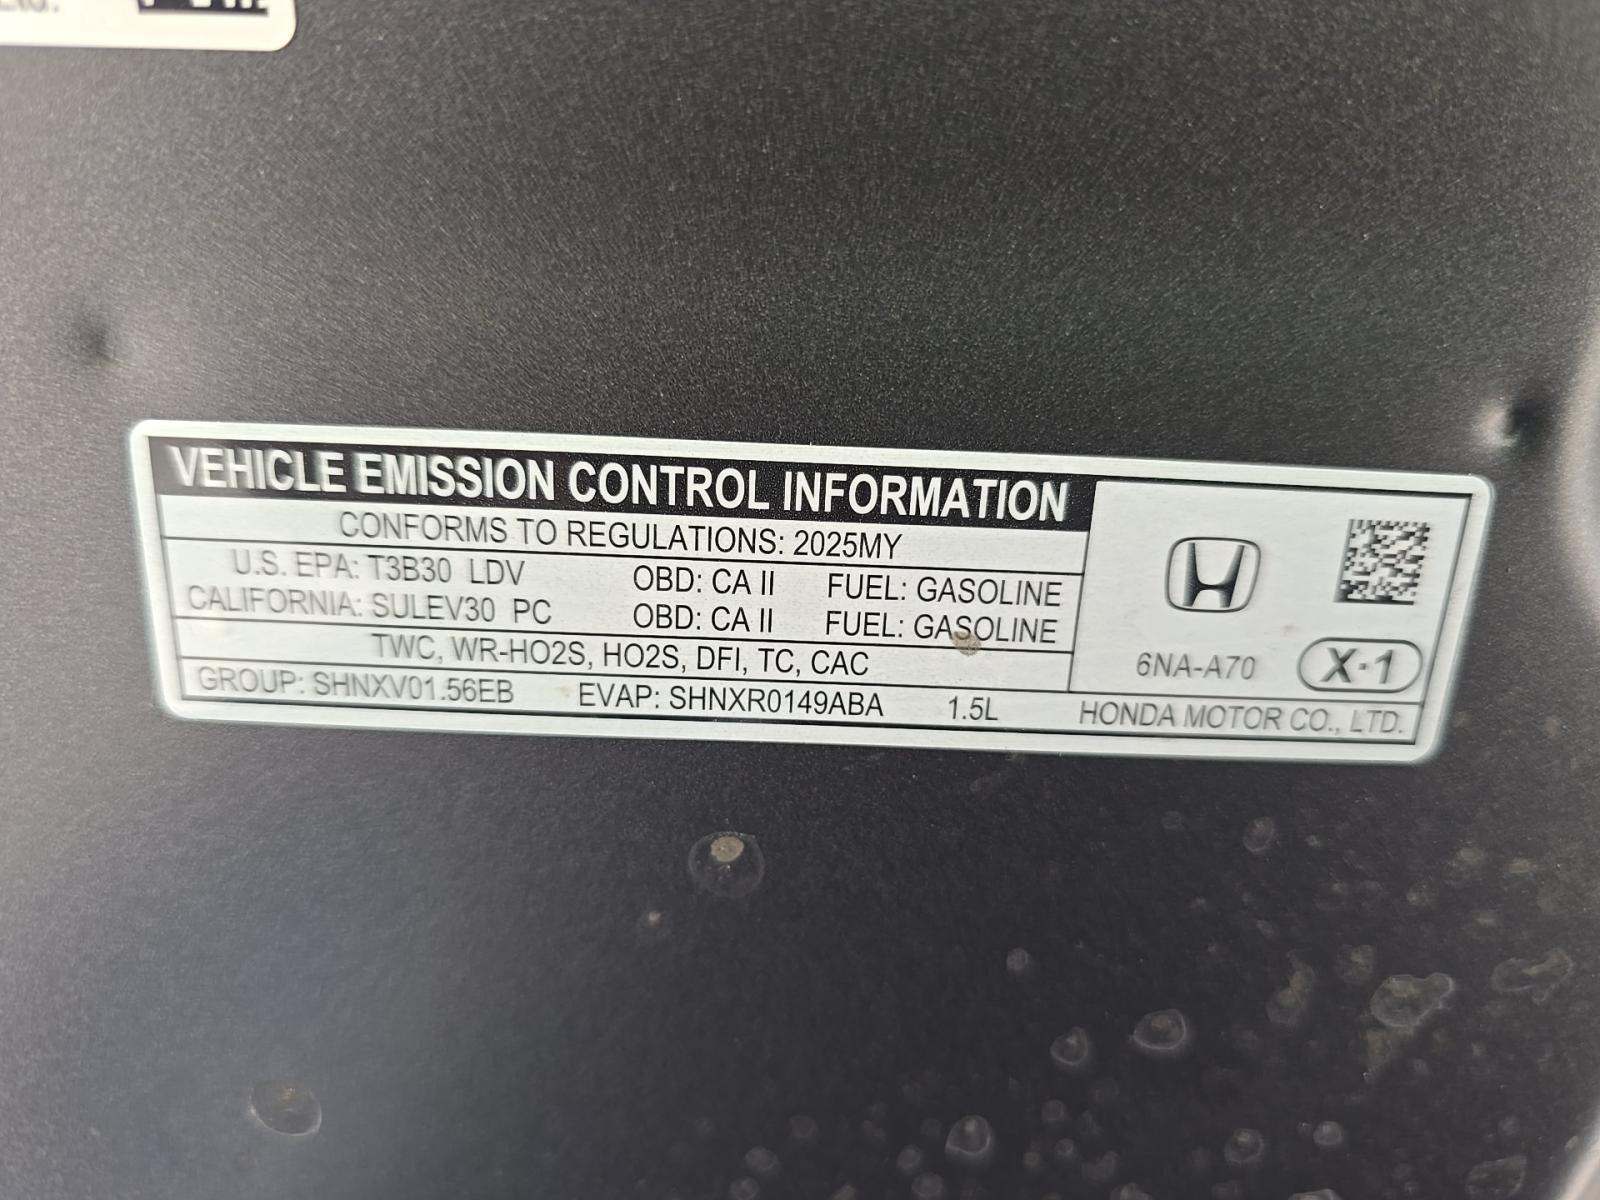 VEHICLE EMISSION CONTROL INFORMATION
CONFORMS TO REGULATIONS: 2025MY
U.S. EPA: T3B30 LDV OBD: CA II FUEL: GASOLINE
CALIFORNIA: SULEV30 PC OBD: CA II FUEL: GASOLINE
TWC, WR-HO2S, HO2S, DFI, TC, CAC
6NA-A70 X-1
GROUP: SHNXV01.56EB EVAP: SHNXR0149ABA 1.5L HONDA MOTOR CO., LTD.